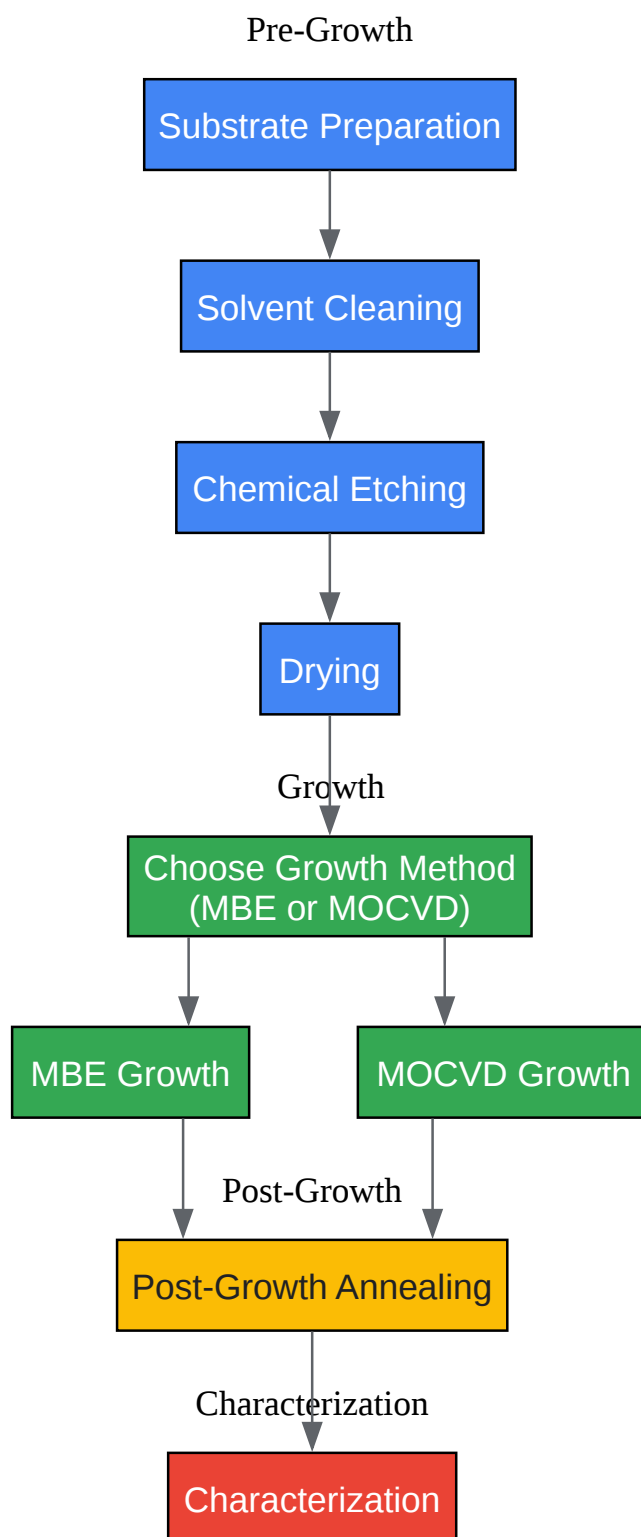 Pre-Growth
Substrate Preparation
Solvent Cleaning
Chemical Etching
Drying
Growth
Choose Growth Method
(MBE or MOCVD)
MBE Growth
MOCVD Growth
Post-Growth
Post-Growth Annealing
Characterization
Characterization